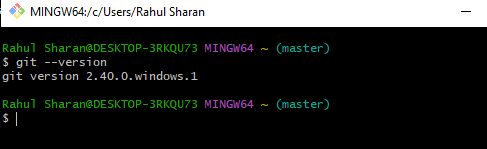 MINGW64:/c/Users/Rahul Sharan
Rahul Sharan@DESKTOP-3RKQU73 MINGW64 ~ (master)
$ git --version
git version 2.40.0.windows.1
Rahul Sharan@DESKTOP-3RKQU73 MINGW64 ~ (master)
$